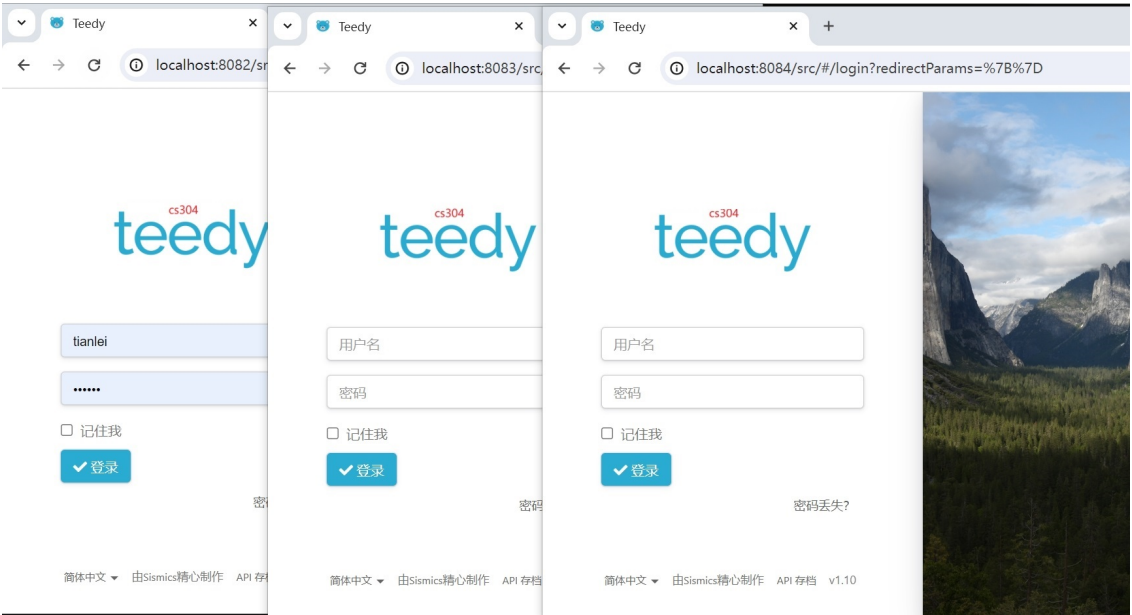 Teedy
localhost:8082/sr
cs304
teedy
tianlei
••••••
记住我
登录
简体中文 由Sismics精心制作 API 存
Teedy
localhost:8083/src,
cs304
teedy
用户名
密码
记住我
登录
密码
简体中文 由Sismics精心制作 API 存档
Teedy
localhost:8084/src/#/login?redirectParams=%7B%7D
cs304
teedy
用户名
密码
记住我
登录
密码丢失?
简体中文 由Sismics精心制作 API 存档 v1.10